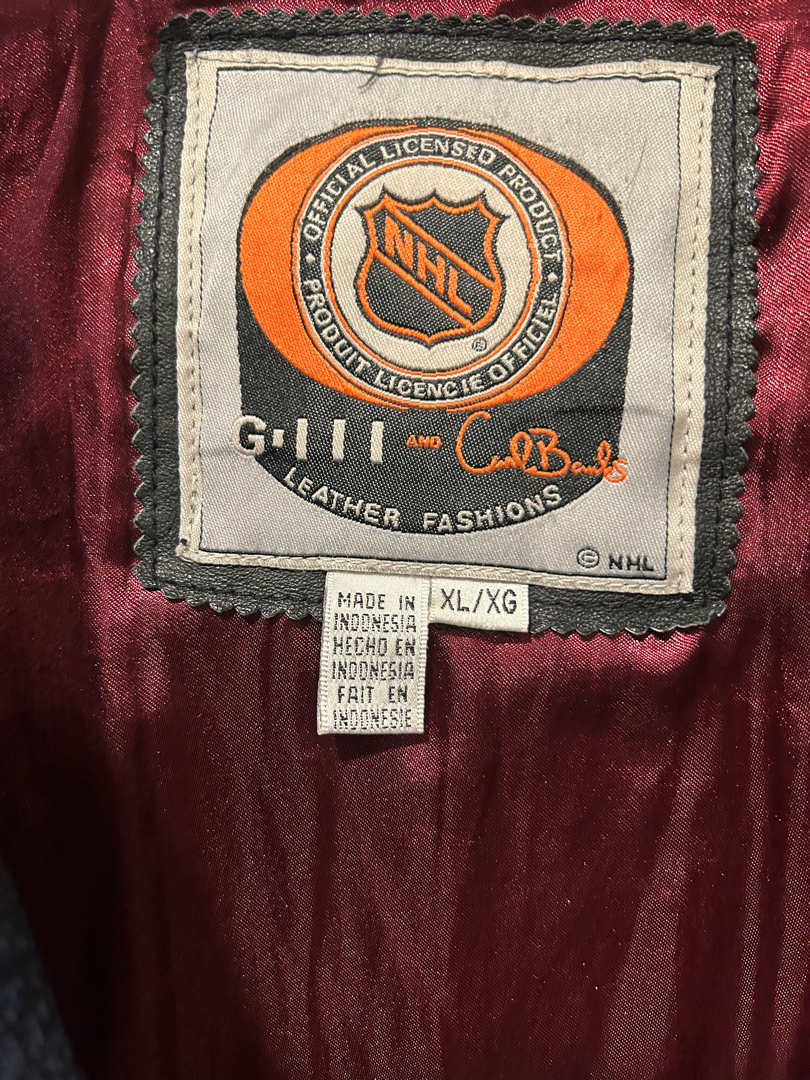 • OFFICIAL LICENSED PRODUCT •
NHL
®
PRODUIT LICENCIE OFFICIEL
G-III AND Carl Banks
LEATHER FASHIONS
© NHL
XL/XG
MADE IN
INDONESIA
HECHO EN
INDONESIA
FAIT EN
INDONESIE